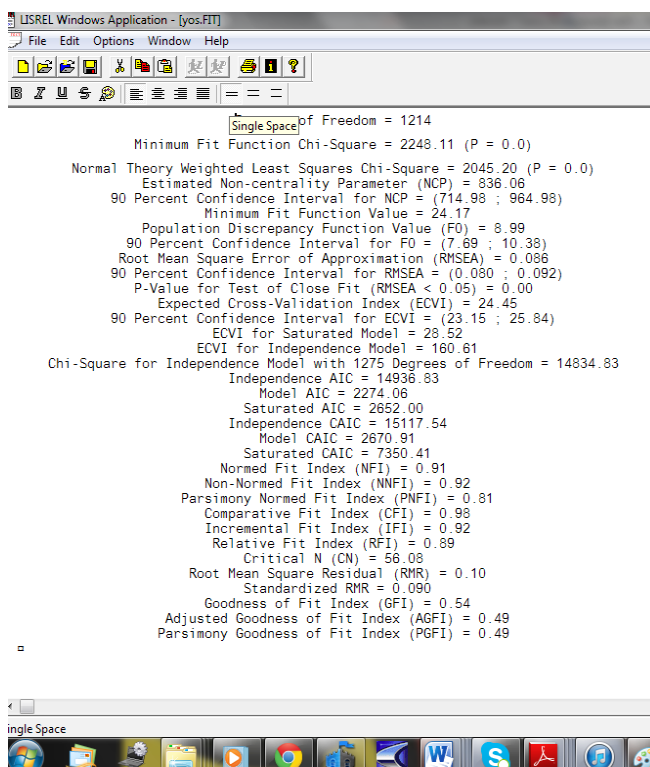 LISREL Windows Application - [yos.FIT]
File Edit Options Window Help
B I U S
Single Space of Freedom = 1214
Minimum Fit Function Chi-Square = 2248.11 (P = 0.0)
Normal Theory Weighted Least Squares Chi-Square = 2045.20 (P = 0.0)
Estimated Non-centrality Parameter (NCP) = 836.06
90 Percent Confidence Interval for NCP = (714.98 ; 964.98)
Minimum Fit Function Value = 24.17
Population Discrepancy Function Value (F0) = 8.99
90 Percent Confidence Interval for F0 = (7.69 ; 10.38)
Root Mean Square Error of Approximation (RMSEA) = 0.086
90 Percent Confidence Interval for RMSEA = (0.080 ; 0.092)
P-Value for Test of Close Fit (RMSEA < 0.05) = 0.00
Expected Cross-Validation Index (ECVI) = 24.45
90 Percent Confidence Interval for ECVI = (23.15 ; 25.84)
ECVI for Saturated Model = 28.52
ECVI for Independence Model = 160.61
Chi-Square for Independence Model with 1275 Degrees of Freedom = 14834.83
Independence AIC = 14936.83
Model AIC = 2274.06
Saturated AIC = 2652.00
Independence CAIC = 15117.54
Model CAIC = 2670.91
Saturated CAIC = 7350.41
Normed Fit Index (NFI) = 0.91
Non-Normed Fit Index (NNFI) = 0.92
Parsimony Normed Fit Index (PNFI) = 0.81
Comparative Fit Index (CFI) = 0.98
Incremental Fit Index (IFI) = 0.92
Relative Fit Index (RFI) = 0.89
Critical N (CN) = 56.08
Root Mean Square Residual (RMR) = 0.10
Standardized RMR = 0.090
Goodness of Fit Index (GFI) = 0.54
Adjusted Goodness of Fit Index (AGFI) = 0.49
Parsimony Goodness of Fit Index (PGFI) = 0.49
ingle Space